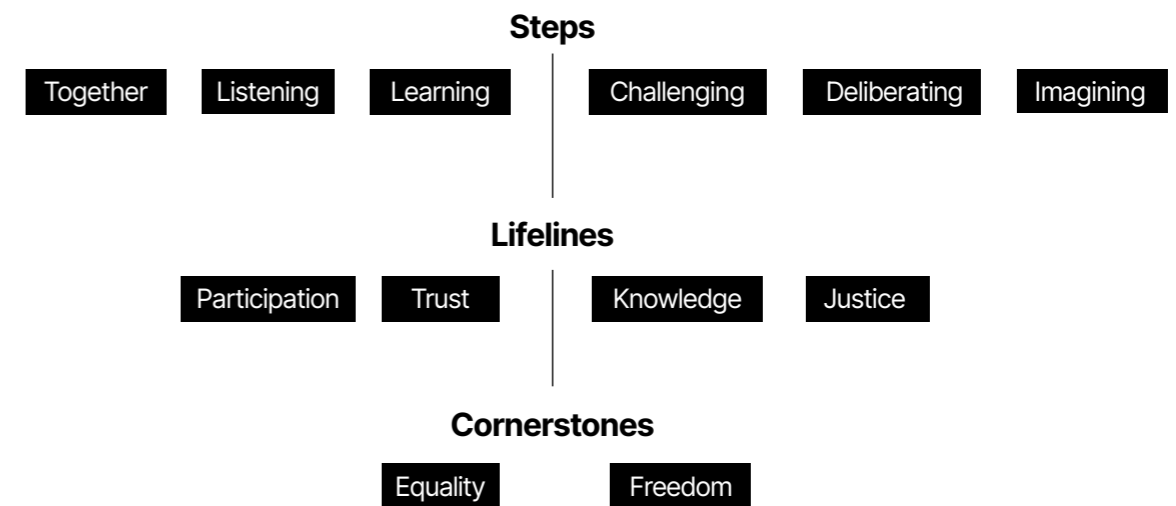 Steps
Together Listening Learning Challenging Deliberating Imagining
Lifelines
Participation Trust Knowledge Justice
Cornerstones
Equality Freedom